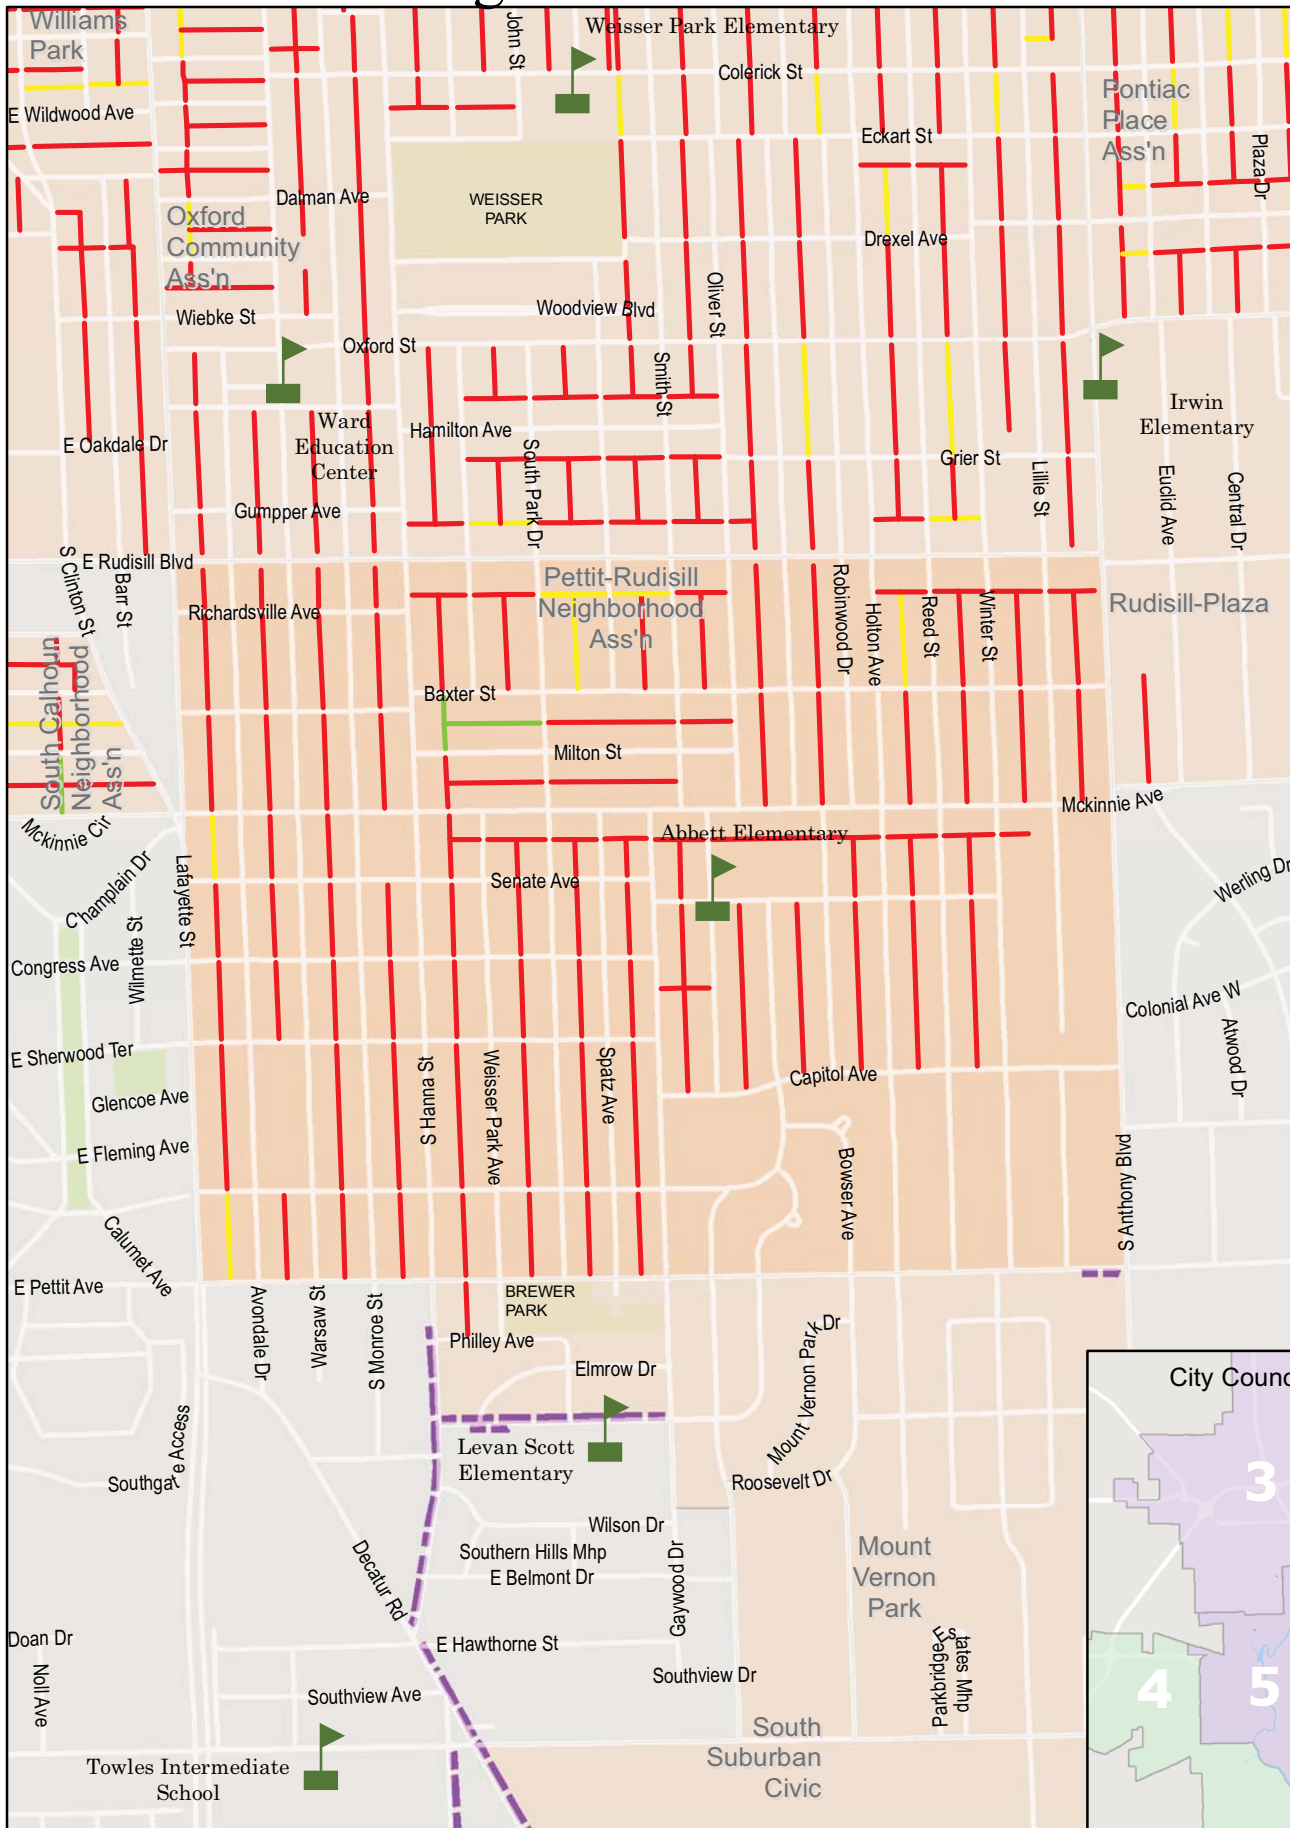 Williams
Park
John St
Weisser Park Elementary
Colerick St
Pontiac
Place
Ass'n
E Wildwood Ave
Eckart St
Plaza Dr
Dalman Ave
WEISSER
PARK
Oxford
Community
Ass'n
Drexel Ave
Wiebke St
Woodview Blvd
Oliver St
Oxford St
Smith St
Ward
Education
Center
Irwin
Elementary
E Oakdale Dr
Hamilton Ave
South Park Dr
Grier St
Lillie St
Euclid Ave
Central Dr
Gumpper Ave
E Rudisill Blvd
S Clinton St
Barr St
Richardsville Ave
Pettit-Rudisill
Neighborhood
Ass'n
Robinwood Dr
Holton Ave
Reed St
Winter St
Rudisill-Plaza
South Calhoun
Neighborhood
Ass'n
Baxter St
Milton St
Mckinnie Ave
Mckinnie Cir
Abbett Elementary
Champlain Dr
Lafayette St
Senate Ave
Werling Dr
Wilmette St
Congress Ave
Colonial Ave W
Atwood Dr
E Sherwood Ter
S Hanna St
Weisser Park Ave
Spatz Ave
Capitol Ave
Glencoe Ave
E Fleming Ave
Bowser Ave
S Anthony Blvd
Calumet Ave
E Pettit Ave
Avondale Dr
Warsaw St
S Monroe St
BREWER
PARK
Philley Ave
Mount Vernon Park Dr
Elmrow Dr
City Counc
Southgate Access
Levan Scott
Elementary
Roosevelt Dr
3
Wilson Dr
Southern Hills Mhp
E Belmont Dr
Gaywood Dr
Decatur Rd
Mount
Vernon
Park
Doan Dr
E Hawthorne St
Parkbridge Estates Mhp
Noll Ave
Southview Dr
Southview Ave
4
5
South
Suburban
Civic
Towles Intermediate
School